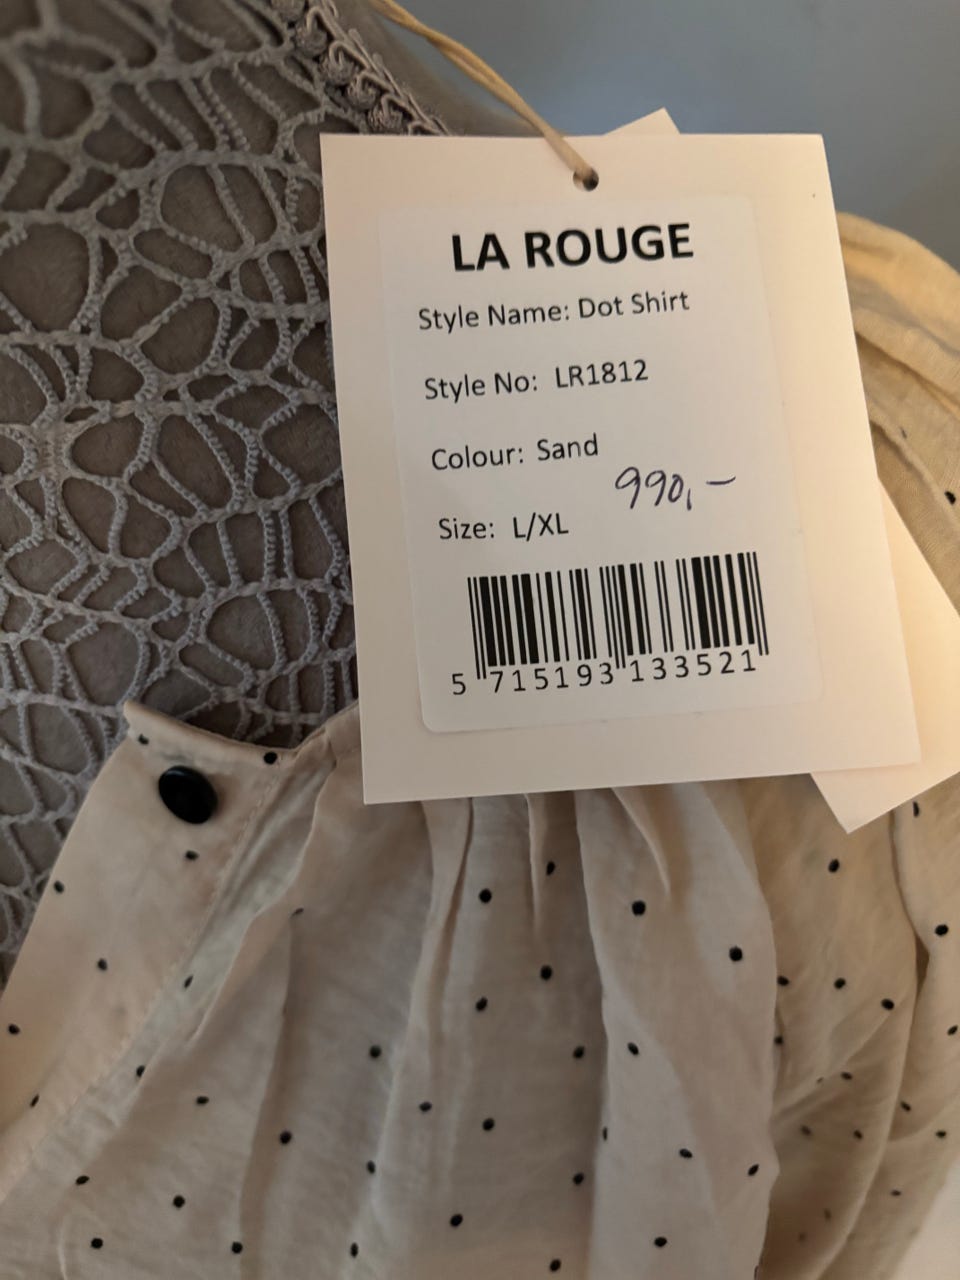 LA ROUGE
Style Name: Dot Shirt
Style No: LR1812
Colour: Sand
990,-
Size: L/XL
5 715193 133521